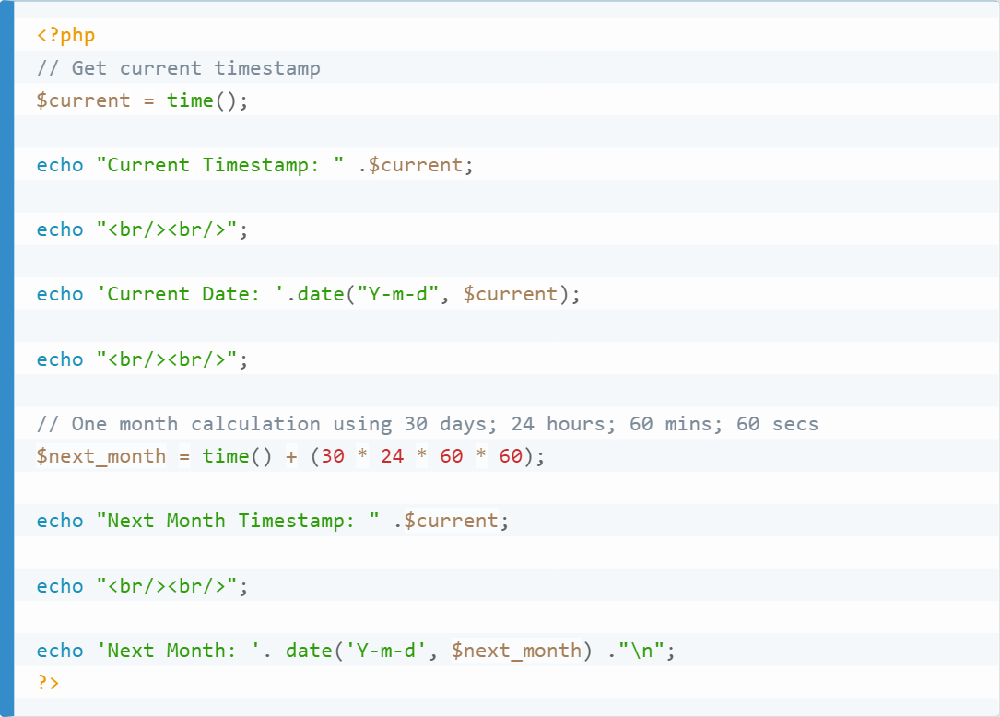 <?php
// Get current timestamp
$current = time();
echo "Current Timestamp: " .$current;
echo "<br/><br/>";
echo 'Current Date: '.date("Y-m-d", $current);
echo "<br/><br/>";
// One month calculation using 30 days; 24 hours; 60 mins; 60 secs
$next_month = time() + (30 * 24 * 60 * 60);
echo "Next Month Timestamp: " .$current;
echo "<br/><br/>";
echo 'Next Month: '. date('Y-m-d', $next_month) ."\n";
?>